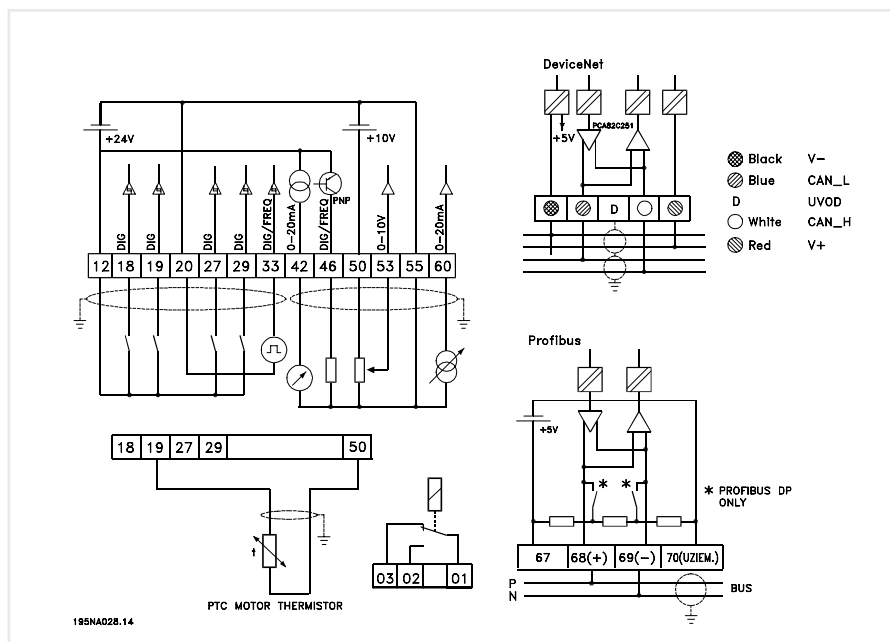 DeviceNet
PCA82C251
+5V
Black V-
Blue CAN_L
D UVOD
White CAN_H
Red V+
D
+24V
+10V
PNP
DIG
DIG
DIG
DIG
DIG/FREQ
0-20mA
DIG/FREQ
0-10V
0-20mA
12 18 19 20 27 29 33 42 46 50 53 55 60
Profibus
+5V
* *
* PROFIBUS DP
ONLY
67 68(+) 69(-) 70(UZIEM.)
P
N
BUS
18 19 27 29 50
t
PTC MOTOR THERMISTOR
03 02 01
195NA028.14